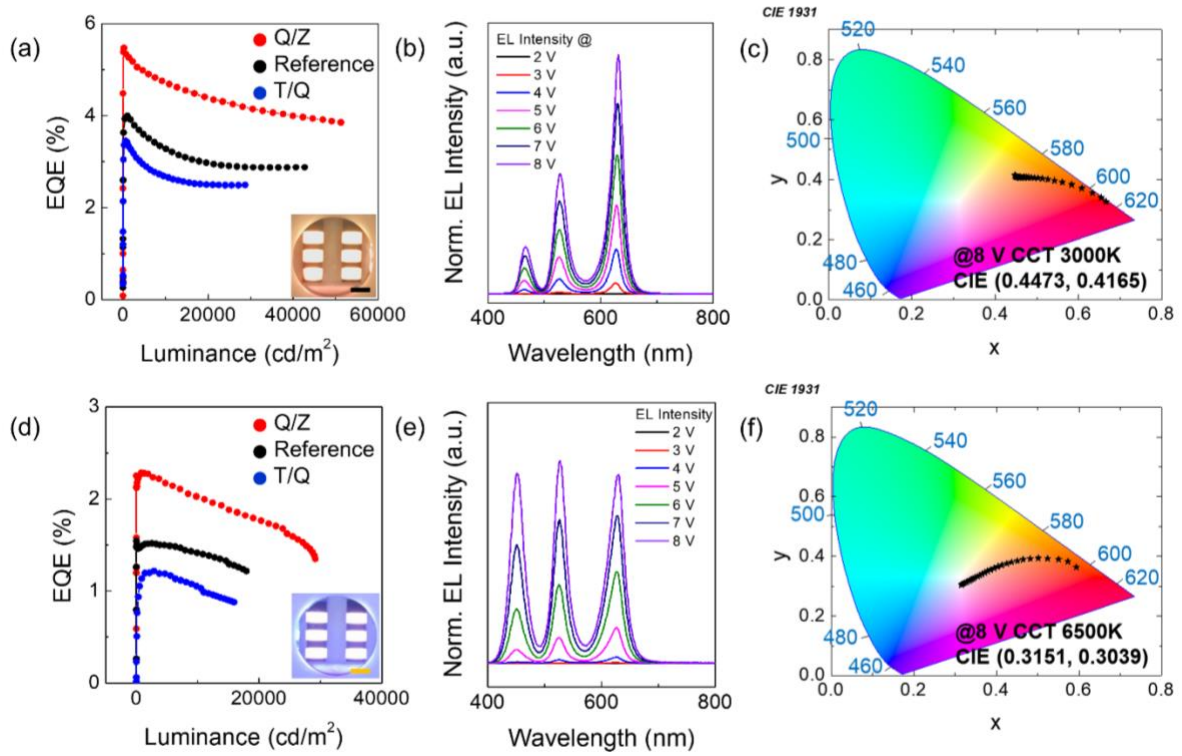 (a)
6
4
2
0
EQE (%)
Q/Z
Reference
T/Q
0 20000 40000 60000
Luminance (cd/m²)
(b)
Norm. EL Intensity (a.u.)
EL Intensity @
2 V
3 V
4 V
5 V
6 V
7 V
8 V
400 600 800
Wavelength (nm)
(c)
CIE 1931
0.8
0.6
0.4
0.2
0.0
y
520
540
560
500
580
600
620
480
460
@8 V CCT 3000K
CIE (0.4473, 0.4165)
0.0 0.2 0.4 0.6 0.8
x
(d)
3
2
1
0
EQE (%)
Q/Z
Reference
T/Q
0 20000 40000
Luminance (cd/m²)
(e)
Norm. EL Intensity (a.u.)
EL Intensity
2 V
3 V
4 V
5 V
6 V
7 V
8 V
400 600 800
Wavelength (nm)
(f)
CIE 1931
0.8
0.6
0.4
0.2
0.0
y
520
540
560
500
580
600
620
480
460
@8 V CCT 6500K
CIE (0.3151, 0.3039)
0.0 0.2 0.4 0.6 0.8
x